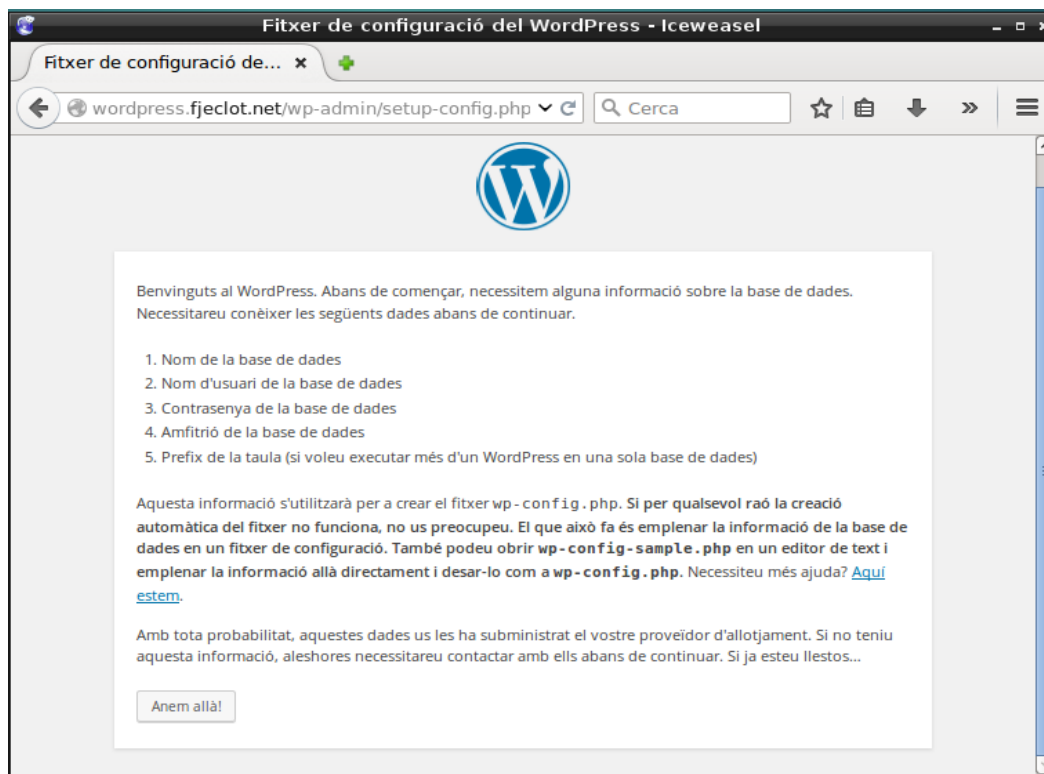 Fitxer de configuració del WordPress - Iceweasel
Fitxer de configuració de...
wordpress.fjeclot.net/wp-admin/setup-config.php
Cerca
Benvinguts al WordPress. Abans de començar, necessitem alguna informació sobre la base de dades.
Necessitareu conèixer les següents dades abans de continuar.
1. Nom de la base de dades
2. Nom d'usuari de la base de dades
3. Contrasenya de la base de dades
4. Amfitrió de la base de dades
5. Prefix de la taula (si voleu executar més d'un WordPress en una sola base de dades)
Aquesta informació s'utilitzarà per a crear el fitxer wp-config.php. Si per qualsevol raó la creació
automàtica del fitxer no funciona, no us preocupeu. El que això fa és emplenar la informació de la base de
dades en un fitxer de configuració. També podeu obrir wp-config-sample.php en un editor de text i
emplenar la informació allà directament i desar-lo com a wp-config.php. Necessiteu més ajuda? Aquí
estem.
Amb tota probabilitat, aquestes dades us les ha subministrat el vostre proveïdor d'allotjament. Si no teniu
aquesta informació, aleshores necessitareu contactar amb ells abans de continuar. Si ja esteu llestos...
Anem allà!